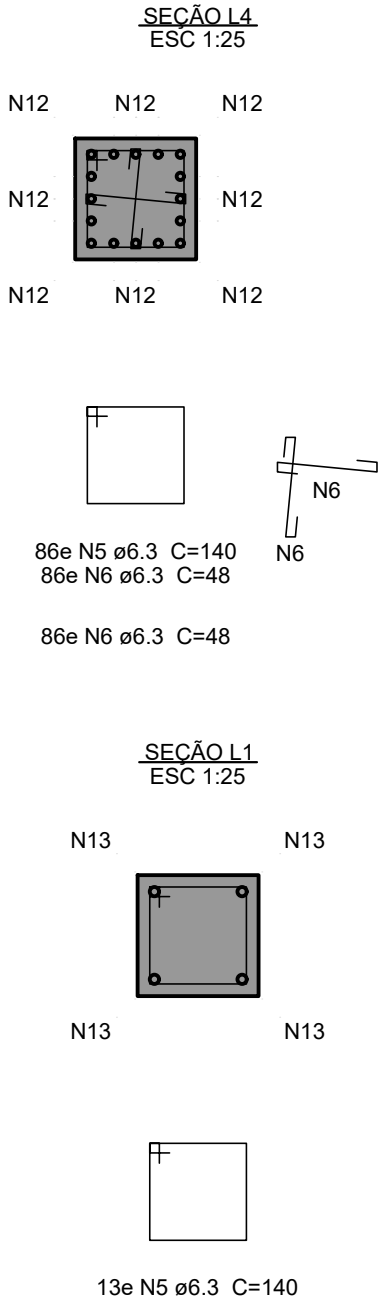 SEÇÃO L4
ESC 1:25
N12 N12 N12
N12 N12
N12 N12 N12
N6
N6
86e N5 ø6.3 C=140
86e N6 ø6.3 C=48
86e N6 ø6.3 C=48
SEÇÃO L1
ESC 1:25
N13 N13
N13 N13
13e N5 ø6.3 C=140